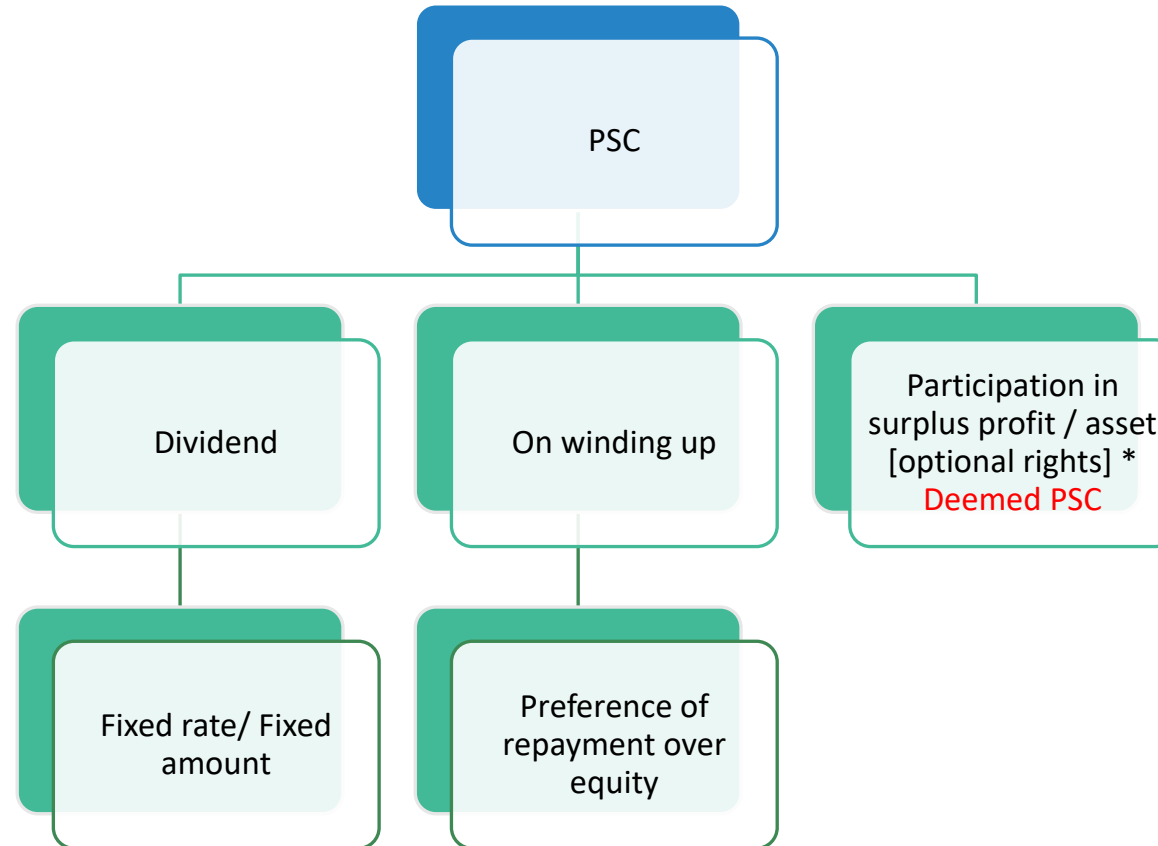 PSC
Dividend
On winding up
Participation in
surplus profit / asset
[optional rights] *
Deemed PSC
Fixed rate/ Fixed
amount
Preference of
repayment over
equity